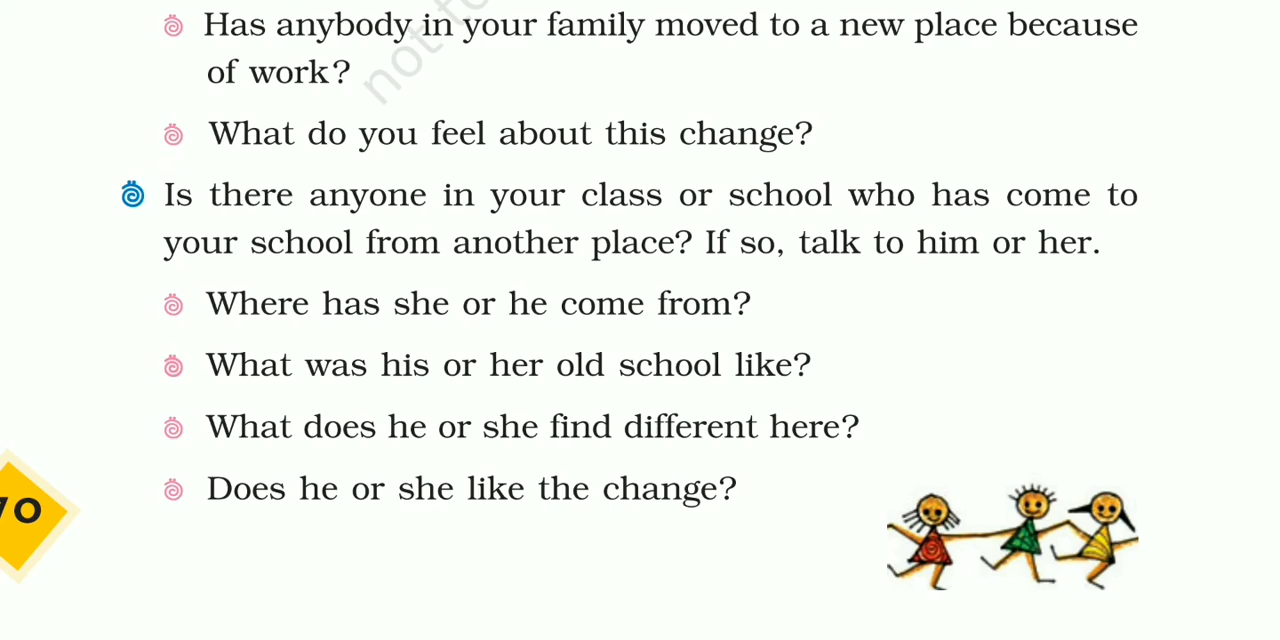 Has anybody in your family moved to a new place because
of work?
What do you feel about this change?
Is there anyone in your class or school who has come to
your school from another place? If so, talk to him or her.
Where has she or he come from?
What was his or her old school like?
What does he or she find different here?
Does he or she like the change?
70
not to